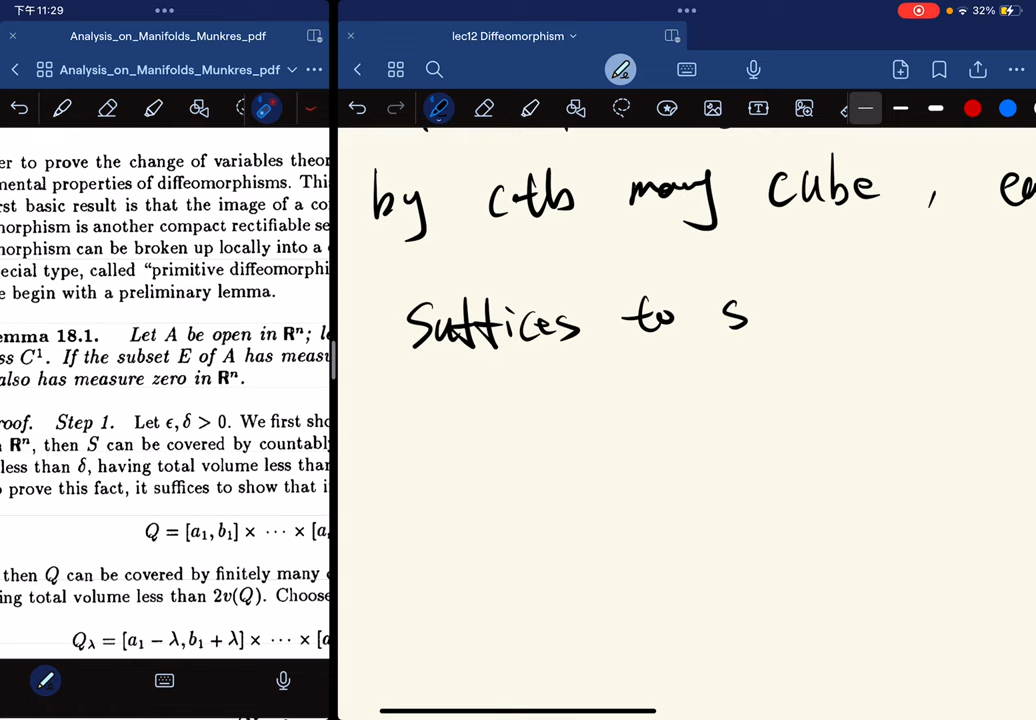 下午11:29
32%
Analysis_on_Manifolds_Munkres_pdf
lec12 Diffeomorphism
Analysis_on_Manifolds_Munkres_pdf
er to prove the change of variables theor
mental properties of diffeomorphisms. Thi
rst basic result is that the image of a co
morphism is another compact rectifiable se
morphism can be broken up locally into a
ecial type, called “primitive diffeomorphi
e begin with a preliminary lemma.
emma 18.1. Let A be open in Rⁿ; le
ss C¹. If the subset E of A has measu
also has measure zero in Rⁿ.
roof. Step 1. Let ϵ, δ > 0. We first sho
Rⁿ, then S can be covered by countabl
less than δ, having total volume less than
o prove this fact, it suffices to show that i
Q = [a₁, b₁] × ··· × [a
then Q can be covered by finitely many
ing total volume less than 2v(Q). Choose
Q_λ = [a₁ − λ, b₁ + λ] × ··· × [a
by ctb many cube , ea
Suffices to s